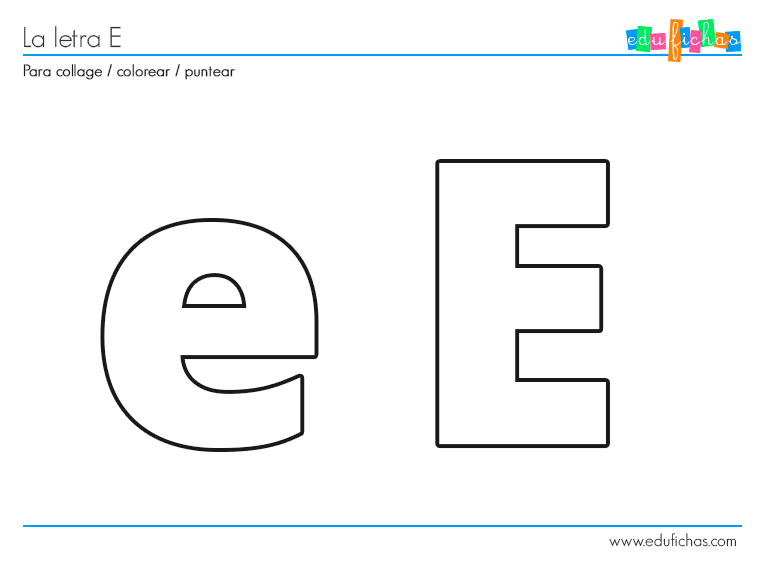 La letra E
edufichas
Para collage / colorear / puntear
e E
www.edufichas.com